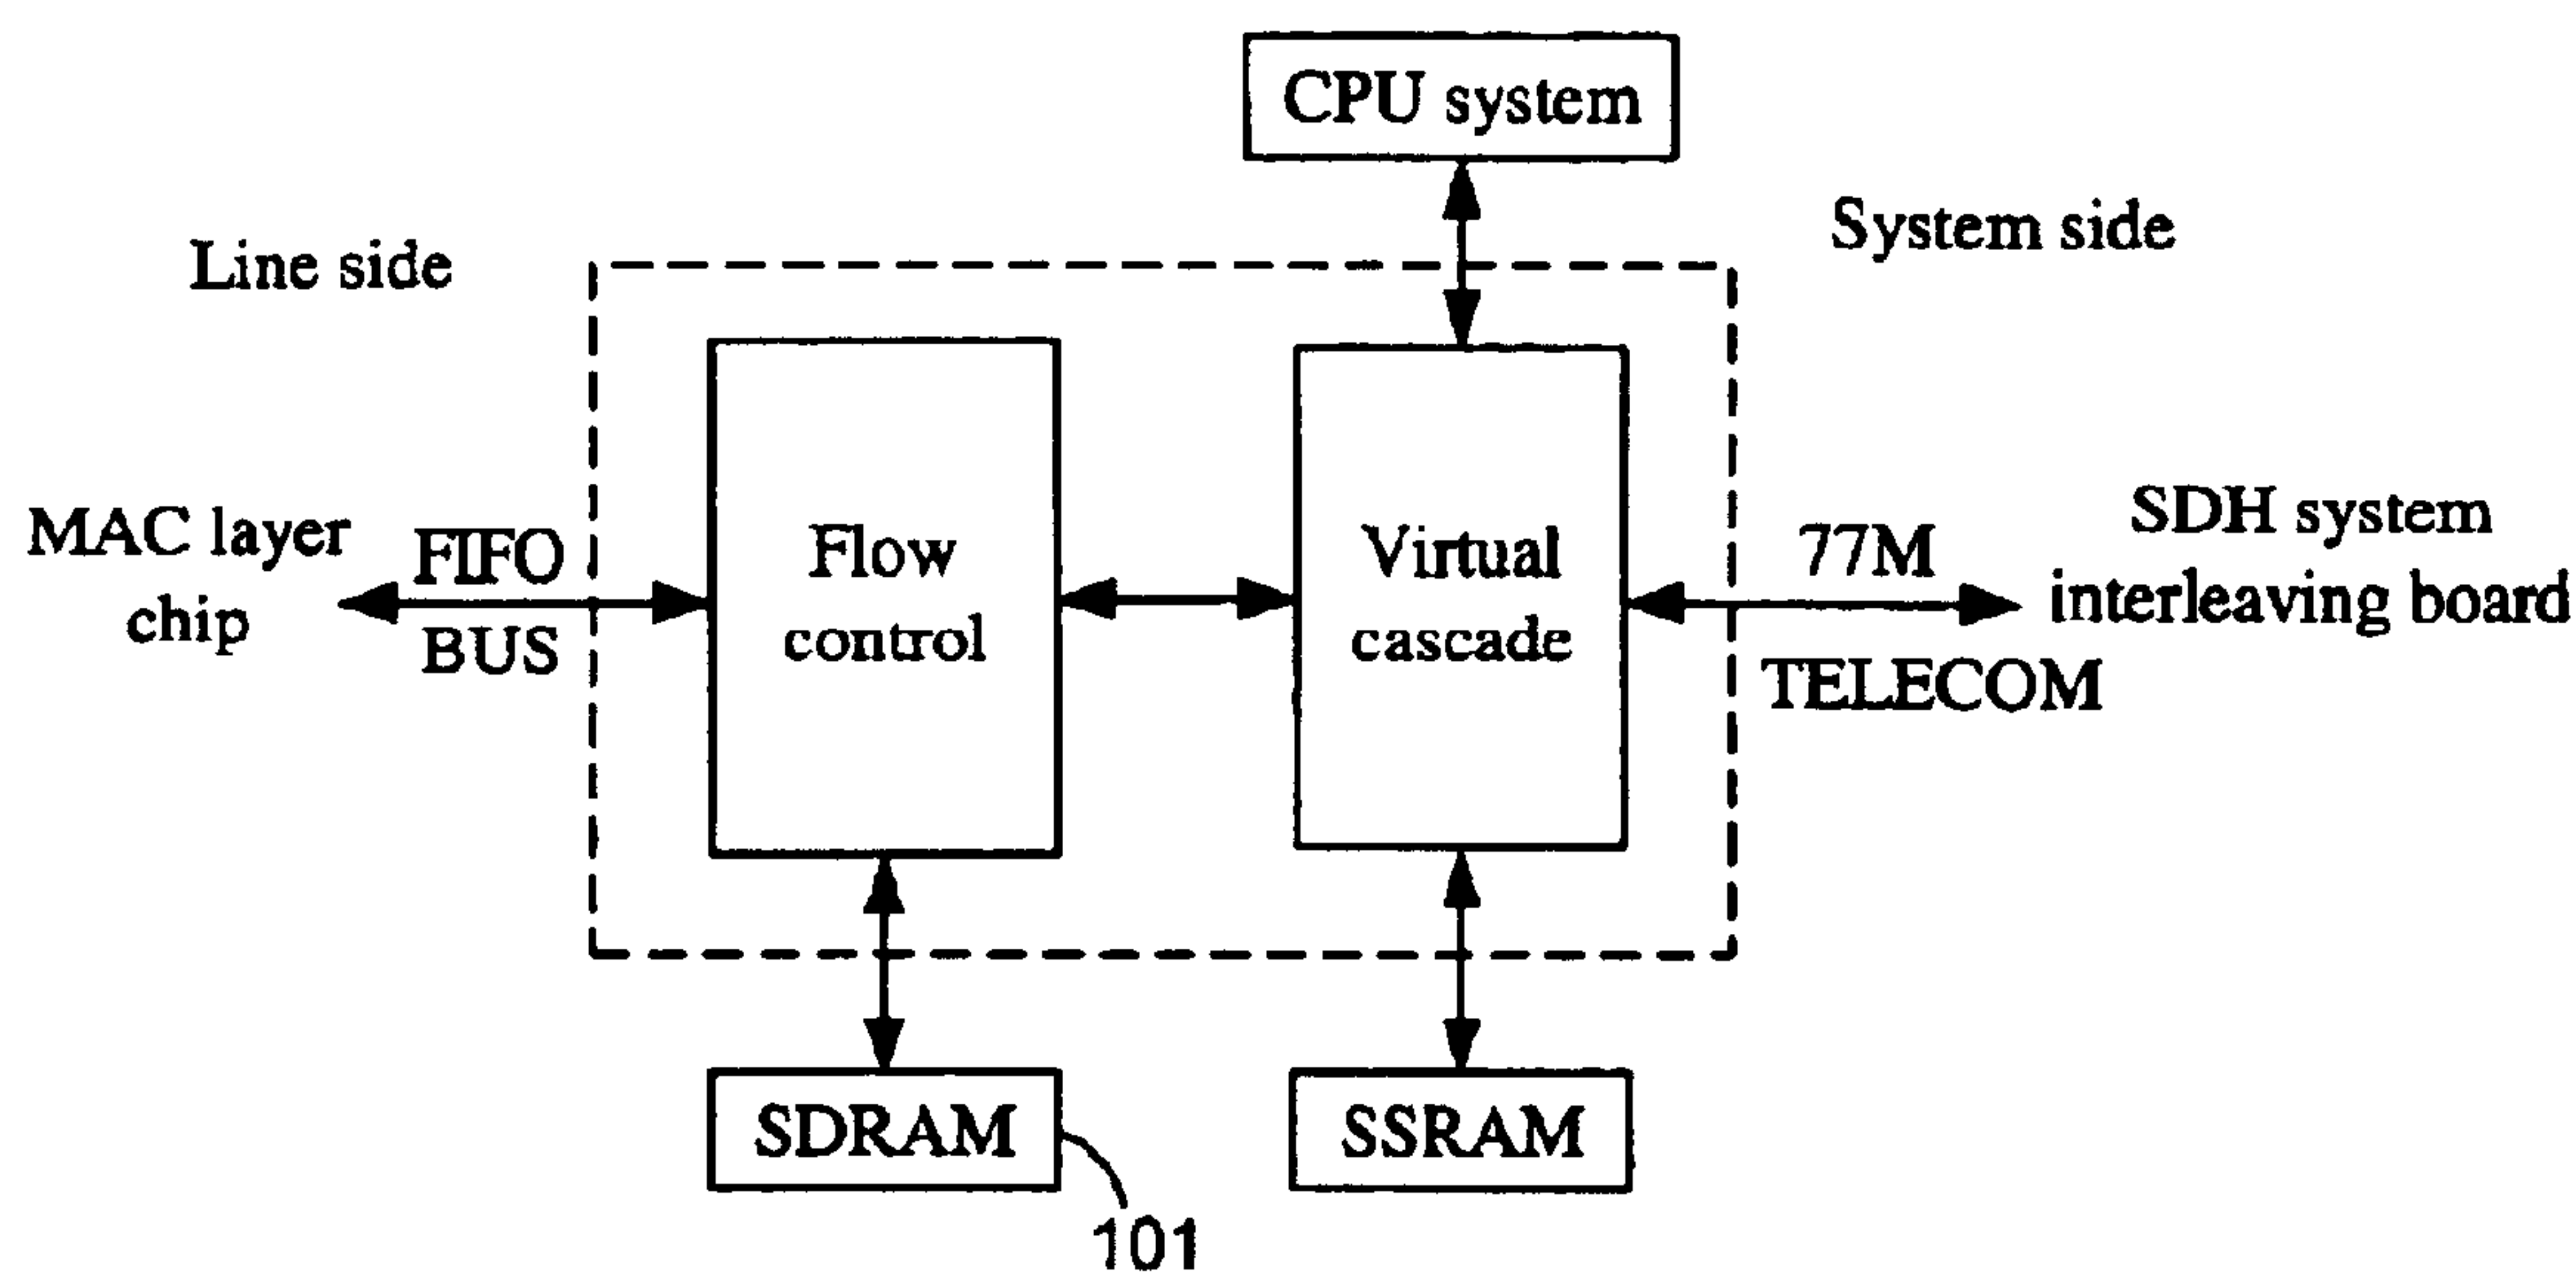 CPU system
Line side
System side
MAC layer
chip
FIFO
BUS
Flow
control
Virtual
cascade
77M
TELECOM
SDH system
interleaving board
SDRAM
SSRAM
101